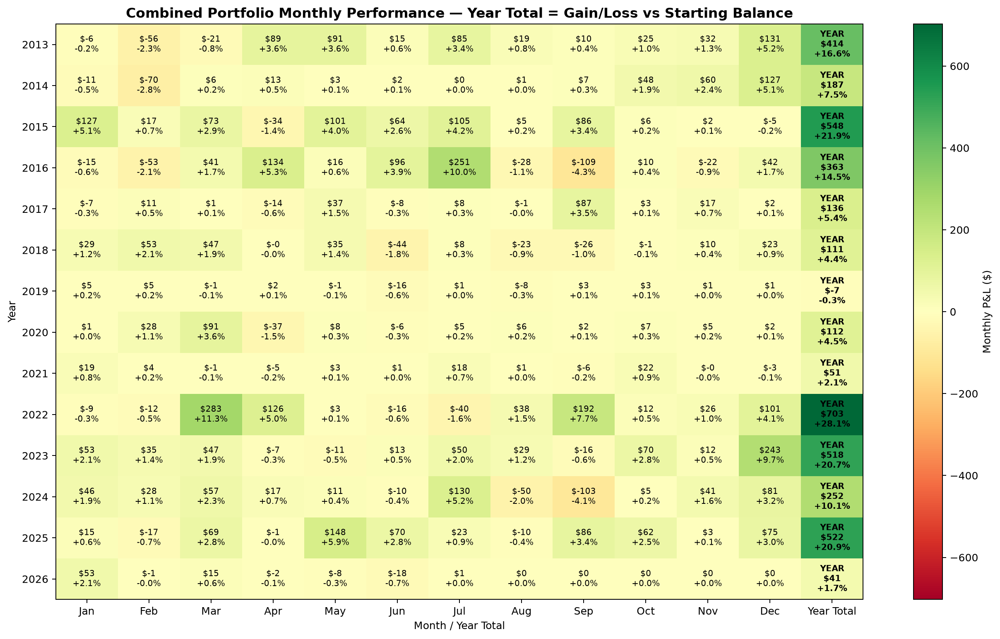 Combined Portfolio Monthly Performance — Year Total = Gain/Loss vs Starting Balance
2013
$-6 $-56 $-21 $89 $91 $15 $85 $19 $10 $25 $32 $131
-0.2% -2.3% -0.8% +3.6% +3.6% +0.6% +3.4% +0.8% +0.4% +1.0% +1.3% +5.2%
YEAR
$414
+16.6%
2014
$-11 $-70 $6 $13 $3 $2 $0 $1 $7 $48 $60 $127
-0.5% -2.8% +0.2% +0.5% +0.1% +0.1% +0.0% +0.0% +0.3% +1.9% +2.4% +5.1%
YEAR
$187
+7.5%
2015
$127 $17 $73 $-34 $101 $64 $105 $5 $86 $6 $2 $-5
+5.1% +0.7% +2.9% -1.4% +4.0% +2.6% +4.2% +0.2% +3.4% +0.2% +0.1% -0.2%
YEAR
$548
+21.9%
2016
$-15 $-53 $41 $134 $16 $96 $251 $-28 $-109 $10 $-22 $42
-0.6% -2.1% +1.7% +5.3% +0.6% +3.9% +10.0% -1.1% -4.3% +0.4% -0.9% +1.7%
YEAR
$363
+14.5%
2017
$-7 $11 $1 $-14 $37 $-8 $8 $-1 $87 $3 $17 $2
-0.3% +0.5% +0.1% -0.6% +1.5% -0.3% +0.3% -0.0% +3.5% +0.1% +0.7% +0.1%
YEAR
$136
+5.4%
2018
$29 $53 $47 $-0 $35 $-44 $8 $-23 $-26 $-1 $10 $23
+1.2% +2.1% +1.9% -0.0% +1.4% -1.8% +0.3% -0.9% -1.0% -0.1% +0.4% +0.9%
YEAR
$111
+4.4%
2019
$5 $5 $-1 $2 $-1 $-16 $1 $-8 $3 $3 $1 $1
+0.2% +0.2% -0.1% +0.1% -0.1% -0.6% +0.0% -0.3% +0.1% +0.1% +0.0% +0.0%
YEAR
$-7
-0.3%
2020
$1 $28 $91 $-37 $8 $-6 $5 $6 $2 $7 $5 $2
+0.0% +1.1% +3.6% -1.5% +0.3% -0.3% +0.2% +0.2% +0.1% +0.3% +0.2% +0.1%
YEAR
$112
+4.5%
2021
$19 $4 $-1 $-5 $3 $1 $18 $1 $-6 $22 $-0 $-3
+0.8% +0.2% -0.1% -0.2% +0.1% +0.0% +0.7% +0.0% -0.2% +0.9% -0.0% -0.1%
YEAR
$51
+2.1%
2022
$-9 $-12 $283 $126 $3 $-16 $-40 $38 $192 $12 $26 $101
-0.3% -0.5% +11.3% +5.0% +0.1% -0.6% -1.6% +1.5% +7.7% +0.5% +1.0% +4.1%
YEAR
$703
+28.1%
2023
$53 $35 $47 $-7 $-11 $13 $50 $29 $-16 $70 $12 $243
+2.1% +1.4% +1.9% -0.3% -0.5% +0.5% +2.0% +1.2% -0.6% +2.8% +0.5% +9.7%
YEAR
$518
+20.7%
2024
$46 $28 $57 $17 $11 $-10 $130 $-50 $-103 $5 $41 $81
+1.9% +1.1% +2.3% +0.7% +0.4% -0.4% +5.2% -2.0% -4.1% +0.2% +1.6% +3.2%
YEAR
$252
+10.1%
2025
$15 $-17 $69 $-1 $148 $70 $23 $-10 $86 $62 $3 $75
+0.6% -0.7% +2.8% -0.0% +5.9% +2.8% +0.9% -0.4% +3.4% +2.5% +0.1% +3.0%
YEAR
$522
+20.9%
2026
$53 $-1 $15 $-2 $-8 $-18 $1 $0 $0 $0 $0 $0
+2.1% -0.0% +0.6% -0.1% -0.3% -0.7% +0.0% +0.0% +0.0% +0.0% +0.0% +0.0%
YEAR
$41
+1.7%
Jan Feb Mar Apr May Jun Jul Aug Sep Oct Nov Dec Year Total
Month / Year Total
Year
600
400
200
0
−200
−400
−600
Monthly P&L ($)